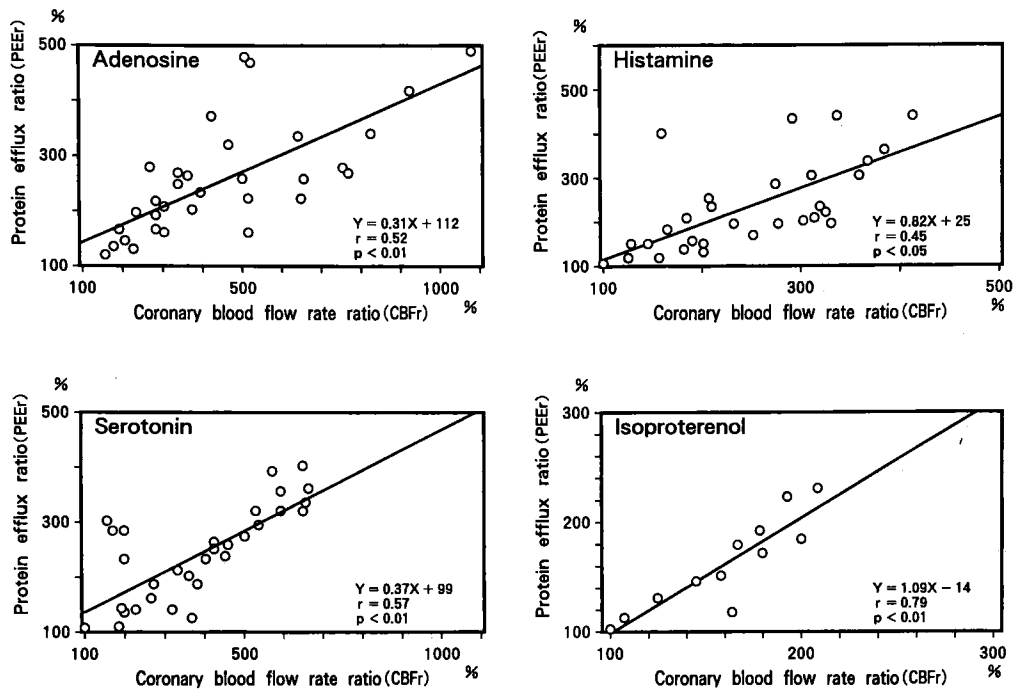 %
500
Adenosine
300
100
Protein efflux ratio (PEEr)
Y = 0.31X + 112
r = 0.52
p < 0.01
100 500 1000
Coronary blood flow rate ratio (CBFr) %
%
Histamine
500
300
100
Protein efflux ratio (PEEr)
Y = 0.82X + 25
r = 0.45
p < 0.05
100 300 500
Coronary blood flow rate ratio (CBFr) %
%
500
Serotonin
300
100
Protein efflux ratio (PEEr)
Y = 0.37X + 99
r = 0.57
p < 0.01
100 500 1000
Coronary blood flow rate ratio (CBFr) %
%
300
Isoproterenol
200
100
Protein efflux ratio (PEEr)
Y = 1.09X − 14
r = 0.79
p < 0.01
100 200 300
Coronary blood flow rate ratio (CBFr) %